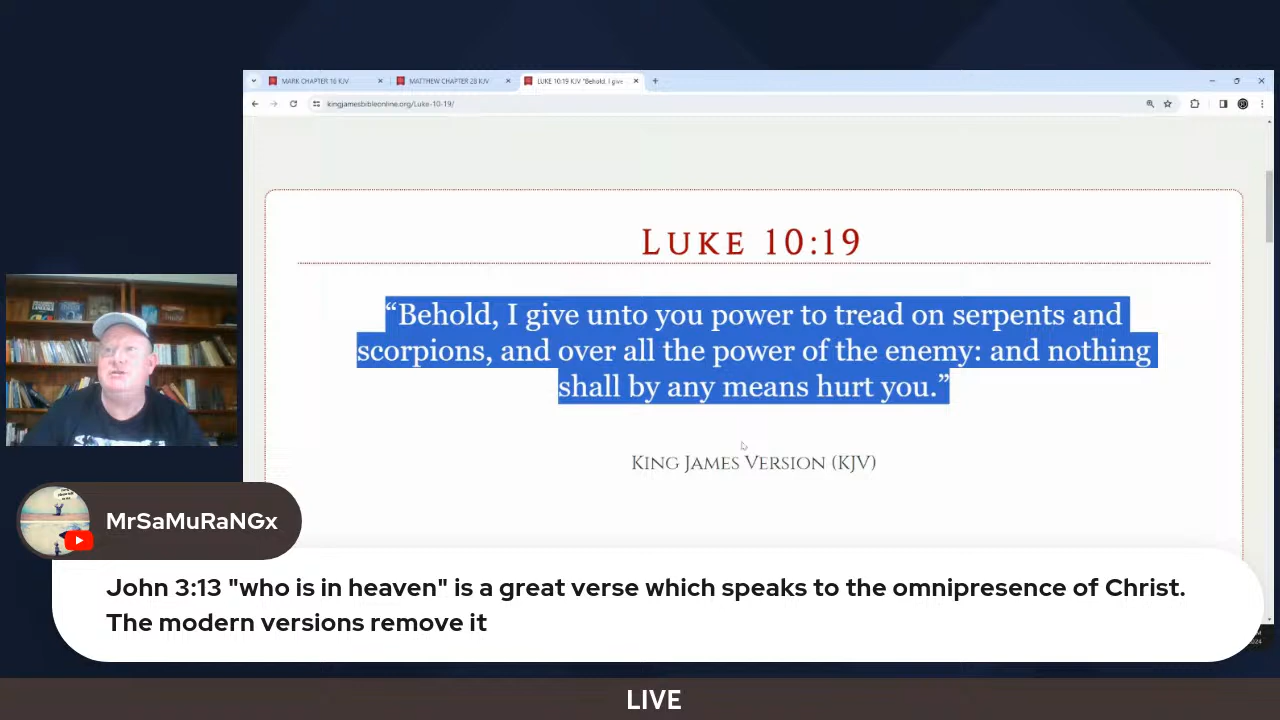 MARK CHAPTER 16 KJV
MATTHEW CHAPTER 28 KJV
LUKE 10:19 KJV "Behold, I give
kingjamesbibleonline.org/Luke-10-19/
LUKE 10:19
“Behold, I give unto you power to tread on serpents and
scorpions, and over all the power of the enemy: and nothing
shall by any means hurt you.”
KING JAMES VERSION (KJV)
MrSaMuRaNGx
John 3:13 "who is in heaven" is a great verse which speaks to the omnipresence of Christ.
The modern versions remove it
LIVE